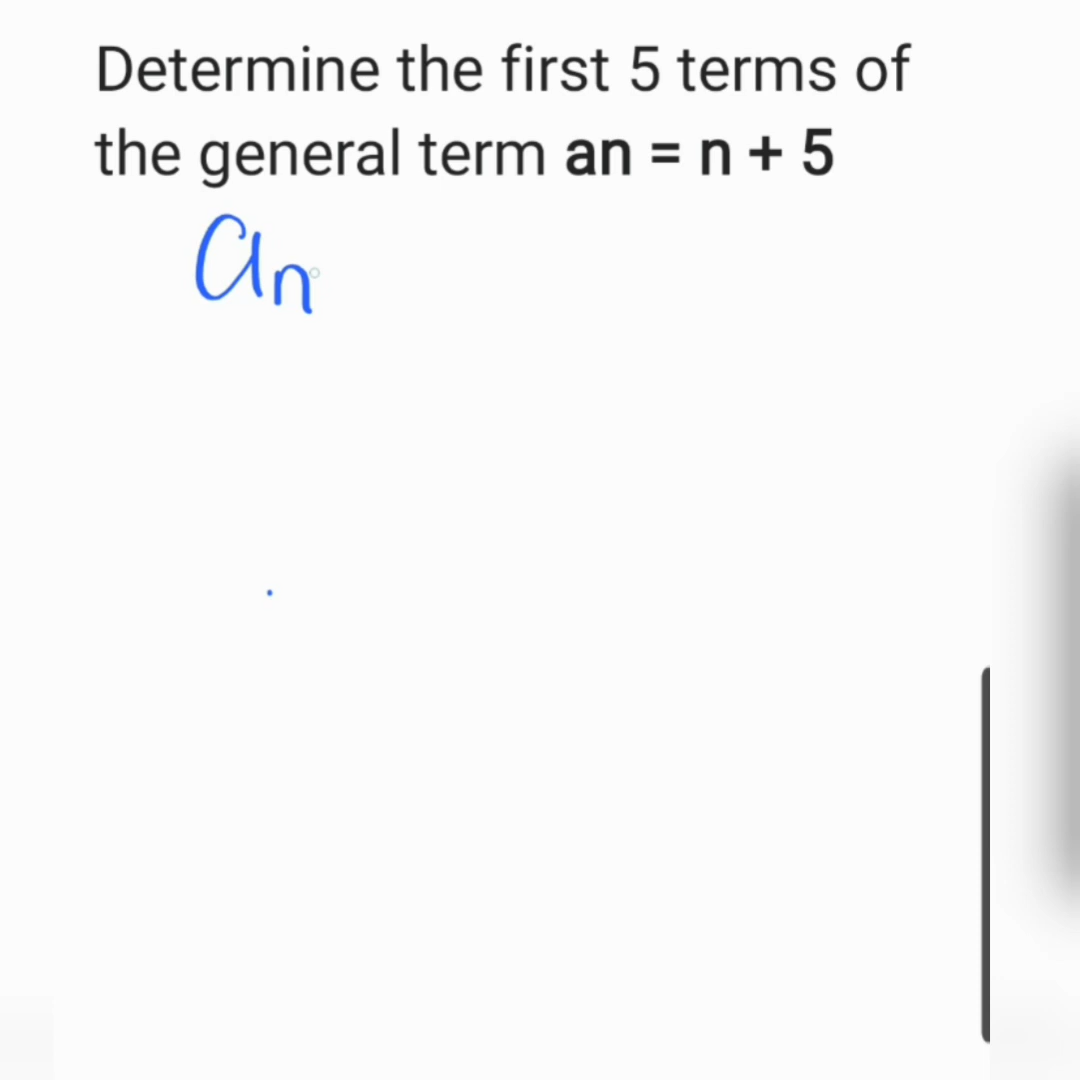 Determine the first 5 terms of
the general term an = n + 5
an